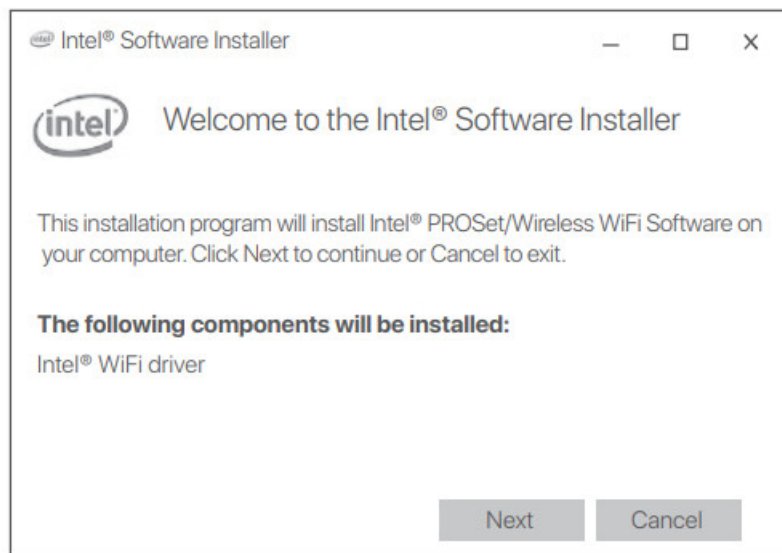 Intel® Software Installer
intel
Welcome to the Intel® Software Installer
This installation program will install Intel® PROSet/Wireless WiFi Software on
your computer. Click Next to continue or Cancel to exit.
The following components will be installed:
Intel® WiFi driver
Next Cancel